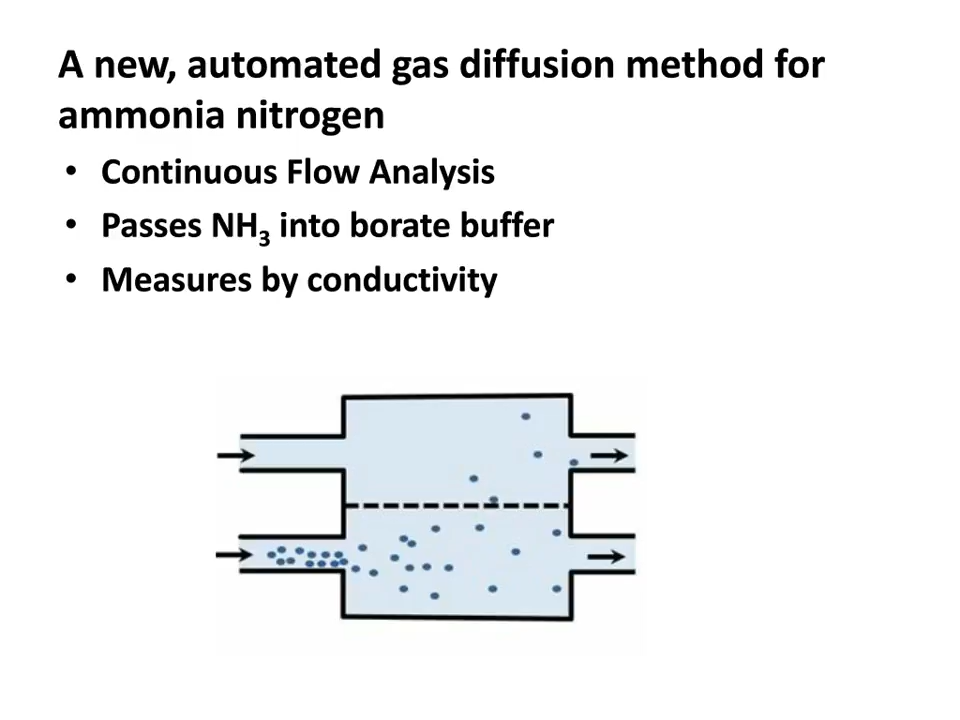 A new, automated gas diffusion method for
ammonia nitrogen
• Continuous Flow Analysis
• Passes NH₃ into borate buffer
• Measures by conductivity